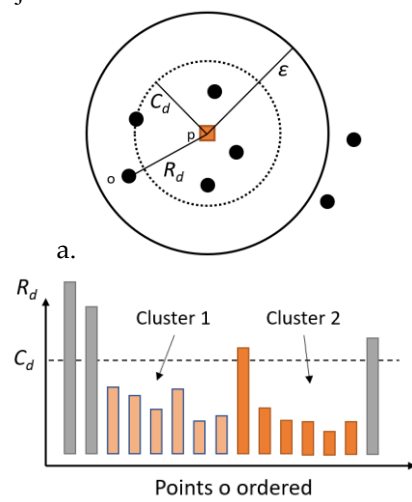 C_d
ε
p
o
R_d
a.
R_d
Cluster 1
Cluster 2
C_d
Points o ordered